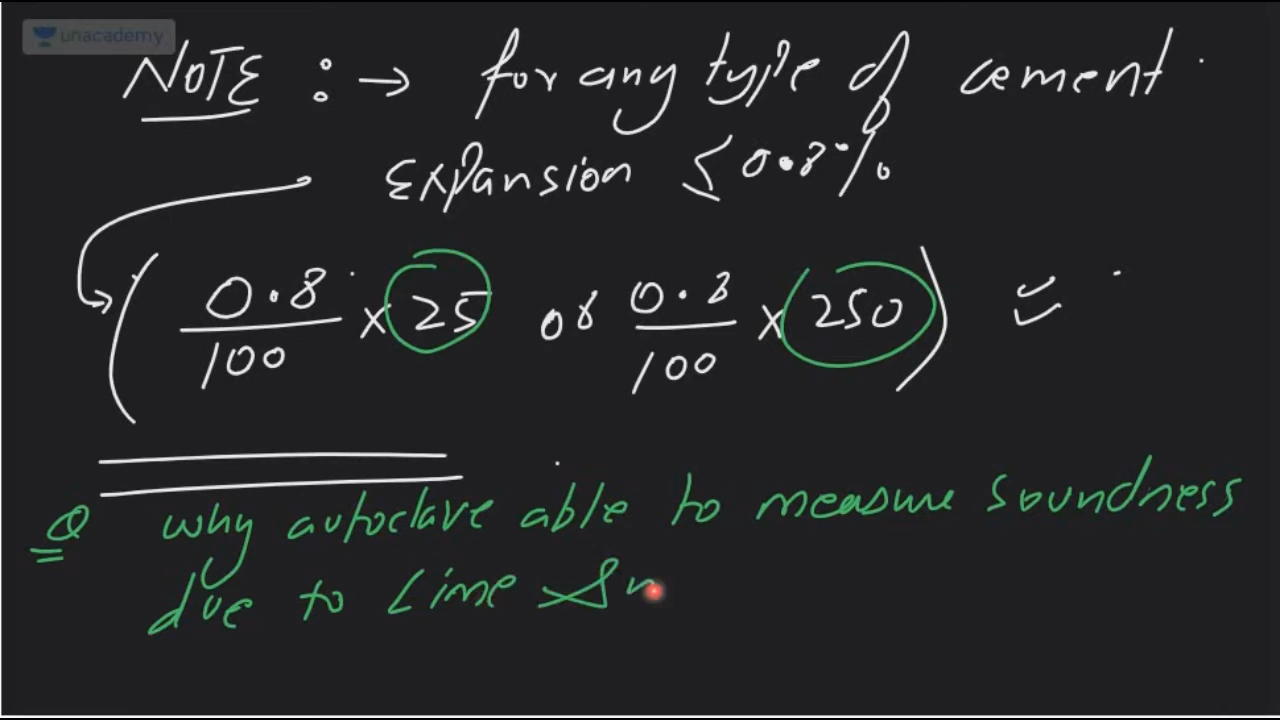 unacademy
NOTE : → for any type of cement
Expansion ≤ 0.8%
( 0.8/100 × 25 or 0.8/100 × 250 )
Q why autoclave able to measure soundness
due to Lime &